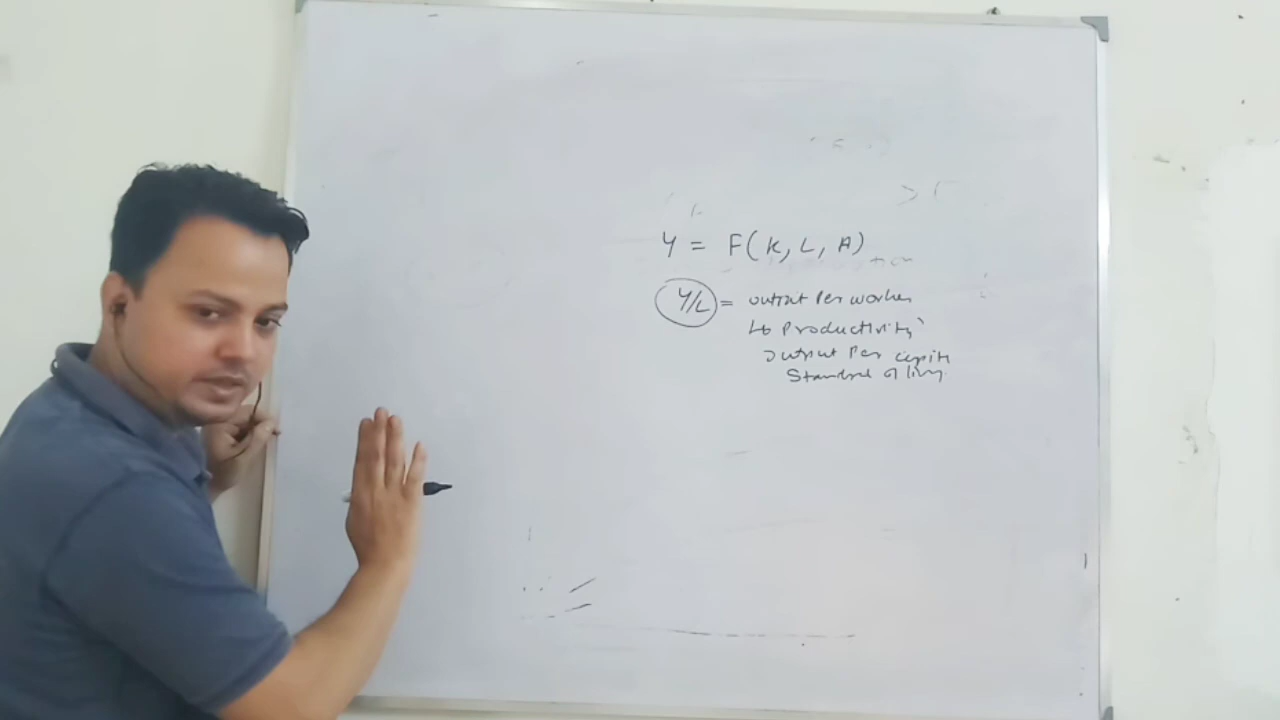 Y = F(K, L, A)
Y/L = output Per worker
↳ Productivity
output Per capita
Standard of living